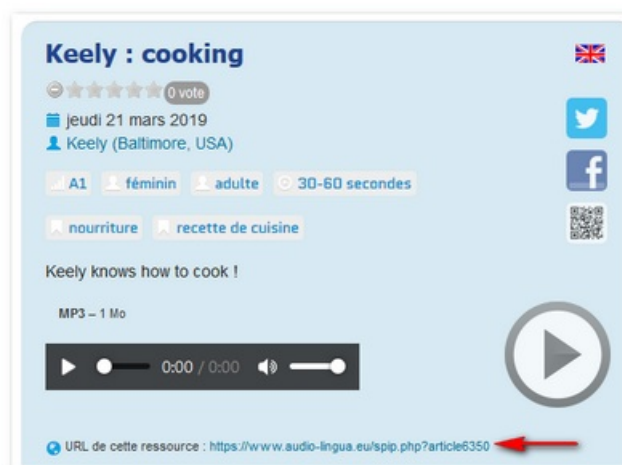 Keely : cooking
0 vote
jeudi 21 mars 2019
Keely (Baltimore, USA)
A1 féminin adulte 30-60 secondes
nourriture recette de cuisine
Keely knows how to cook !
MP3 – 1 Mo
0:00 / 0:00
URL de cette ressource : https://www.audio-lingua.eu/spip.php?article6350